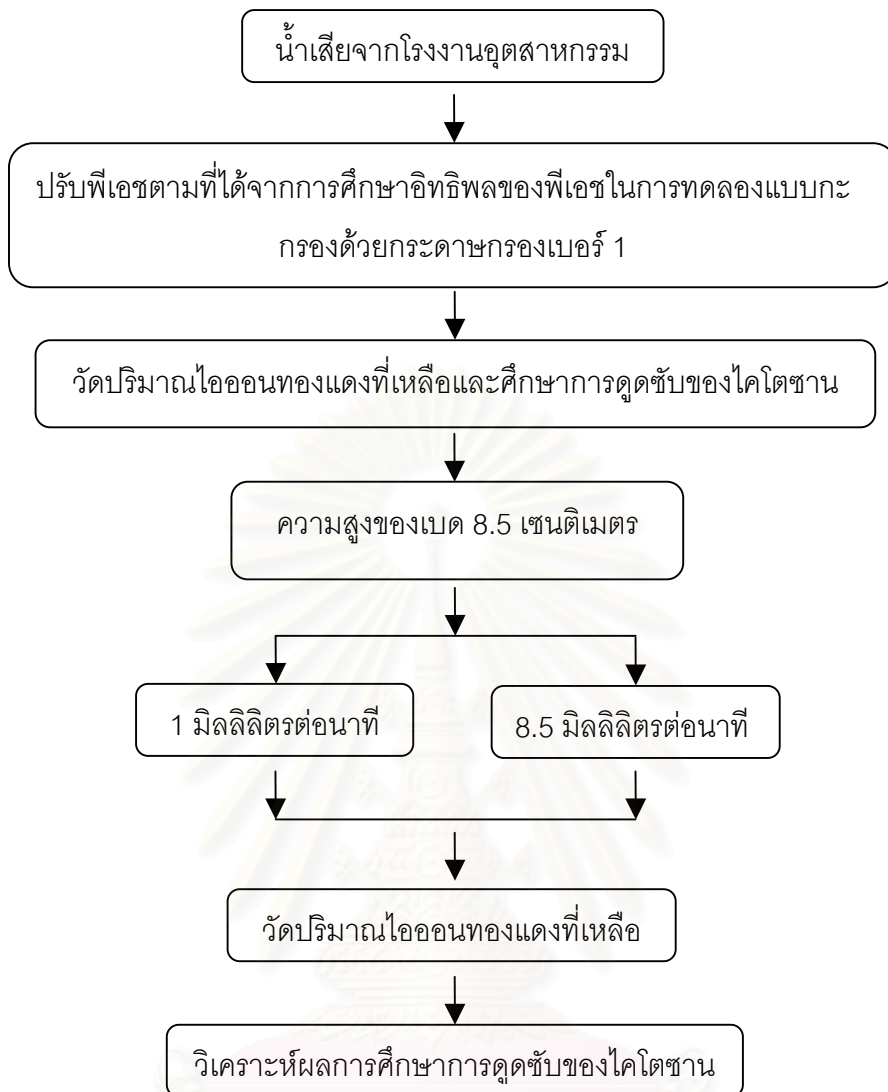 น้ำเสียจากโรงงานอุตสาหกรรม
ปรับพีเอชตามที่ได้จากการศึกษาอิทธิพลของพีเอชในการทดลองแบบกะ
กรองด้วยกระดาษกรองเบอร์ 1
วัดปริมาณไอออนทองแดงที่เหลือและศึกษาการดูดซับของไคโตซาน
ความสูงของเบด 8.5 เซนติเมตร
1 มิลลิลิตรต่อนาที
8.5 มิลลิลิตรต่อนาที
วัดปริมาณไอออนทองแดงที่เหลือ
วิเคราะห์ผลการศึกษาการดูดซับของไคโตซาน